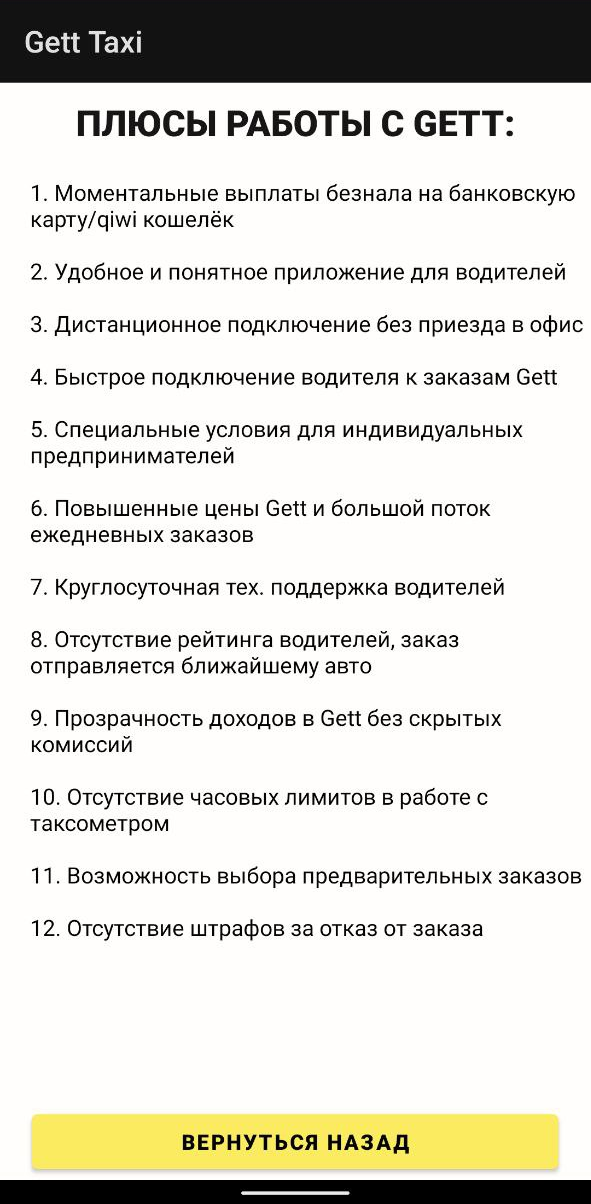 Gett Taxi
ПЛЮСЫ РАБОТЫ С GETT:
1. Моментальные выплаты безнала на банковскую
карту/qiwi кошелёк
2. Удобное и понятное приложение для водителей
3. Дистанционное подключение без приезда в офис
4. Быстрое подключение водителя к заказам Gett
5. Специальные условия для индивидуальных
предпринимателей
6. Повышенные цены Gett и большой поток
ежедневных заказов
7. Круглосуточная тех. поддержка водителей
8. Отсутствие рейтинга водителей, заказ
отправляется ближайшему авто
9. Прозрачность доходов в Gett без скрытых
комиссий
10. Отсутствие часовых лимитов в работе с
таксометром
11. Возможность выбора предварительных заказов
12. Отсутствие штрафов за отказ от заказа
ВЕРНУТЬСЯ НАЗАД